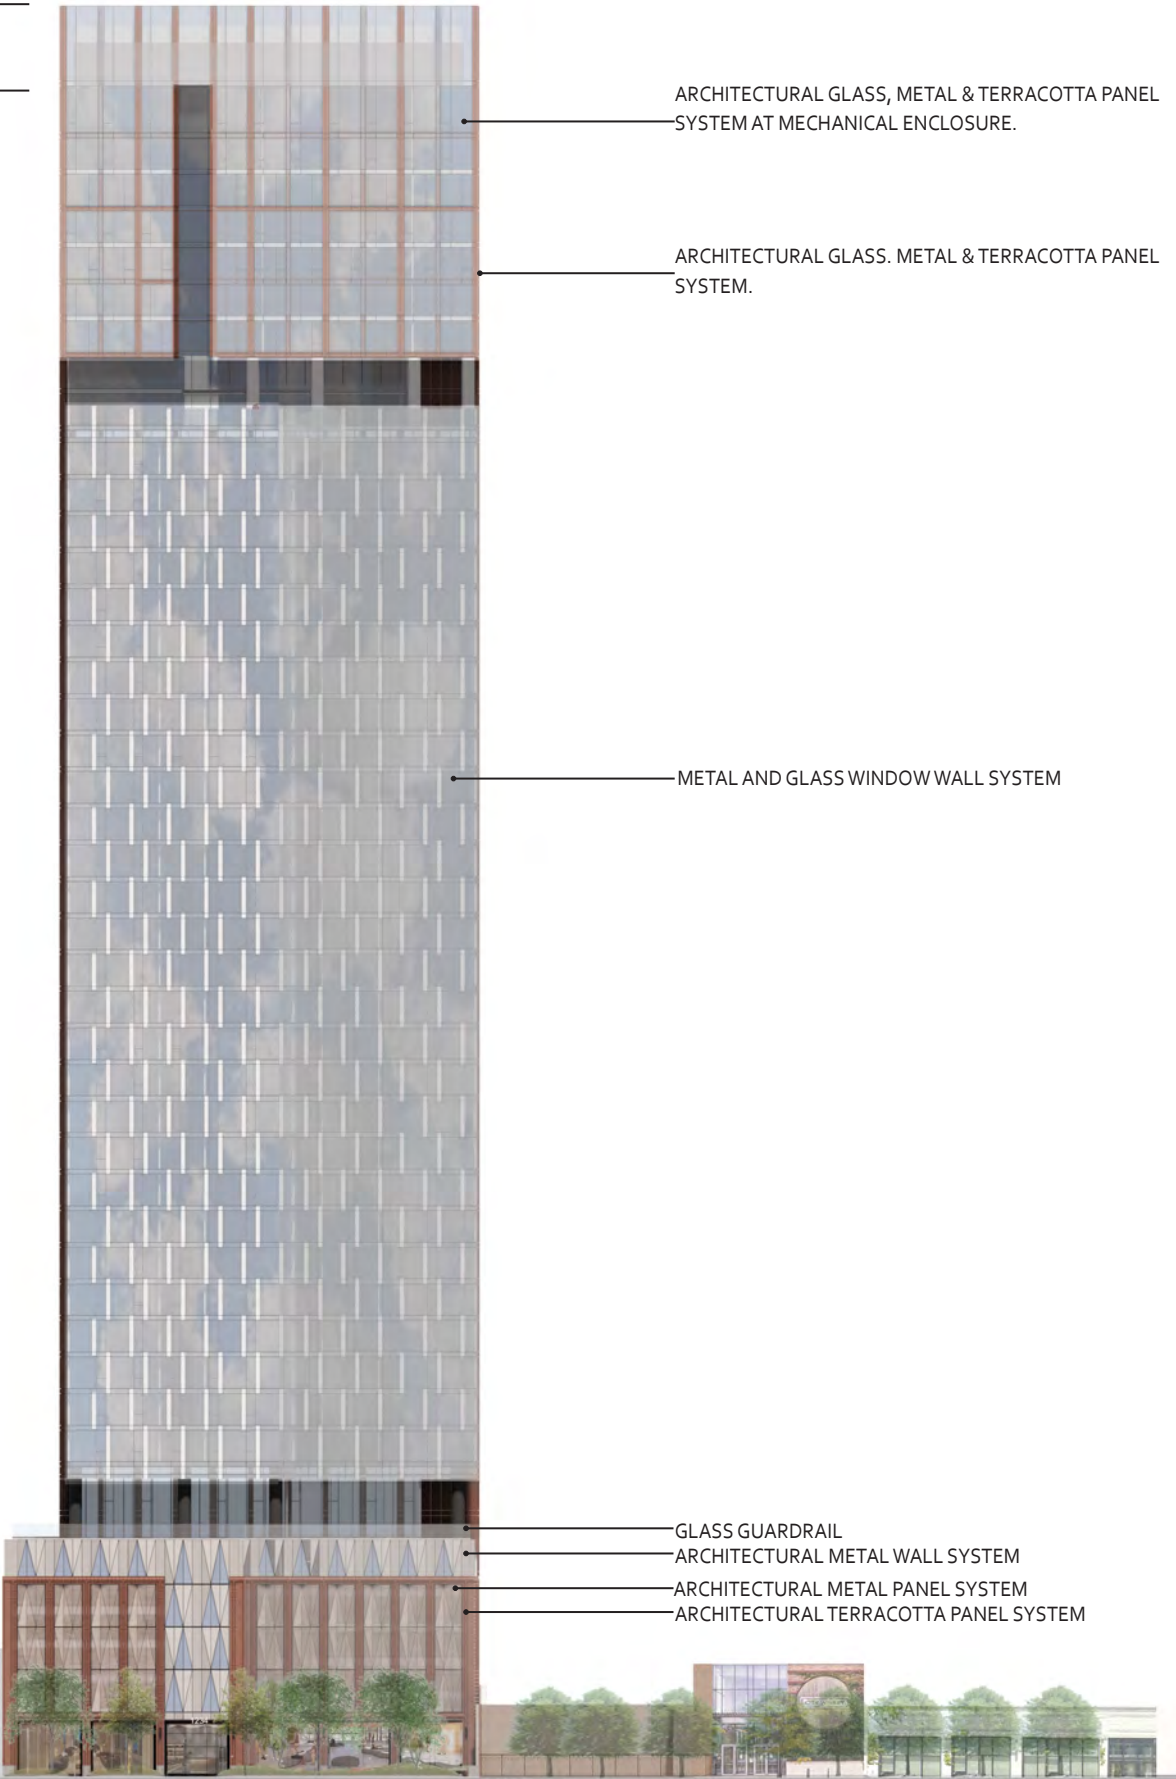 ARCHITECTURAL GLASS, METAL & TERRACOTTA PANEL
SYSTEM AT MECHANICAL ENCLOSURE.
ARCHITECTURAL GLASS. METAL & TERRACOTTA PANEL
SYSTEM.
METAL AND GLASS WINDOW WALL SYSTEM
GLASS GUARDRAIL
ARCHITECTURAL METAL WALL SYSTEM
ARCHITECTURAL METAL PANEL SYSTEM
ARCHITECTURAL TERRACOTTA PANEL SYSTEM
1234